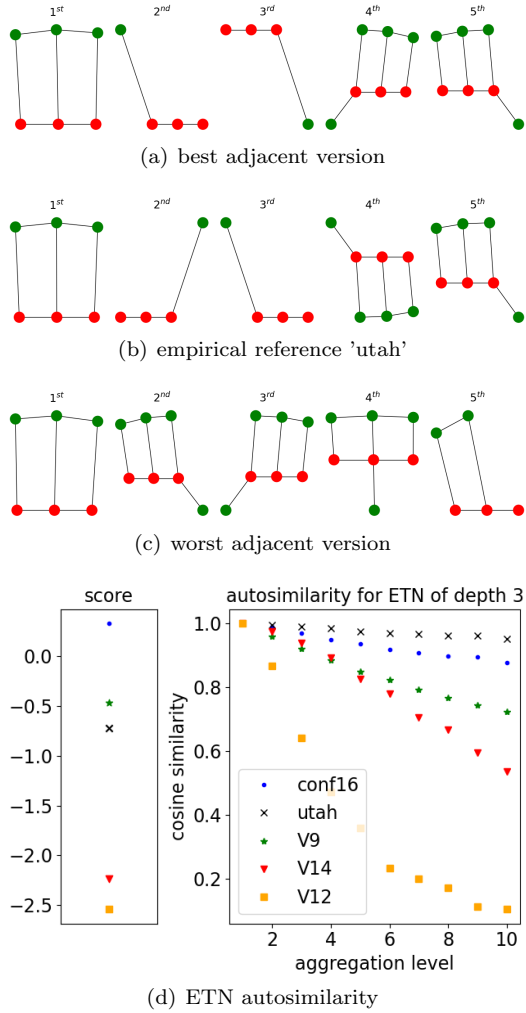 1st 2nd 3rd 4th 5th
(a) best adjacent version
1st 2nd 3rd 4th 5th
(b) empirical reference 'utah'
1st 2nd 3rd 4th 5th
(c) worst adjacent version
score
0.0
−0.5
−1.0
−1.5
−2.0
−2.5
autosimilarity for ETN of depth 3
cosine similarity
1.0
0.8
0.6
0.4
0.2
conf16
utah
V9
V14
V12
2 4 6 8 10
aggregation level
(d) ETN autosimilarity